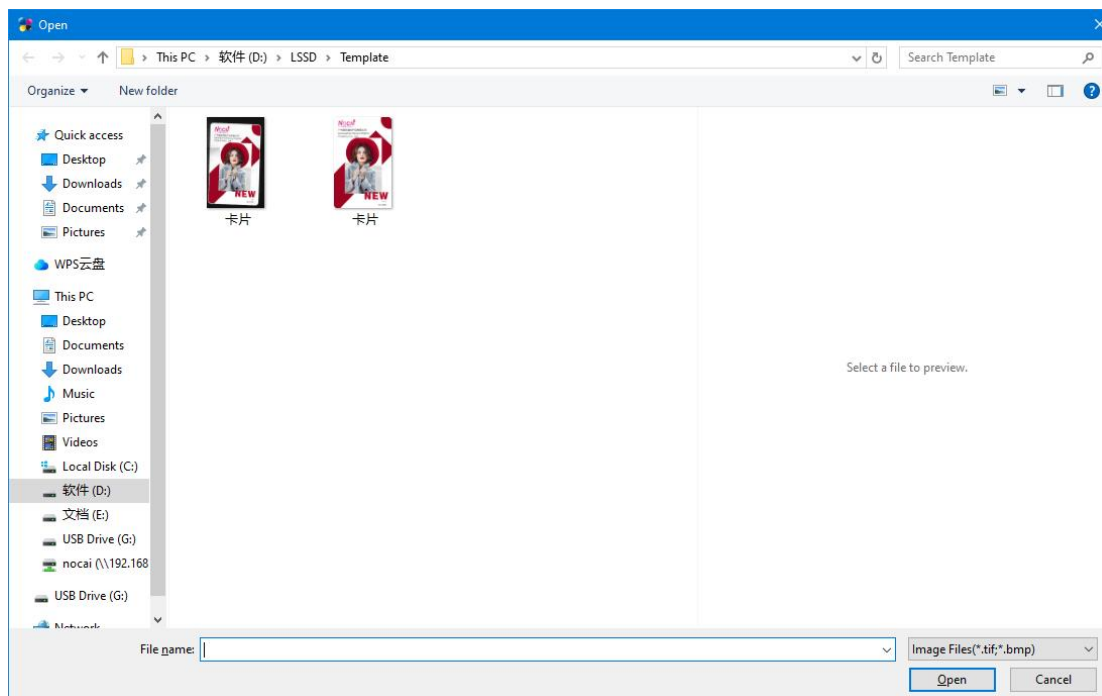 Open
This PC › 软件 (D:) › LSSD › Template
Search Template
Organize
New folder
?
Quick access
Desktop
Downloads
Documents
Pictures
WPS云盘
This PC
Desktop
Documents
Downloads
Music
Pictures
Videos
Local Disk (C:)
软件 (D:)
文档 (E:)
USB Drive (G:)
nocai (\\192.168
USB Drive (G:)
Network
Nocai
NEW
卡片
Nocai
NEW
卡片
Select a file to preview.
File name:
Image Files(*.tif;*.bmp)
Open
Cancel